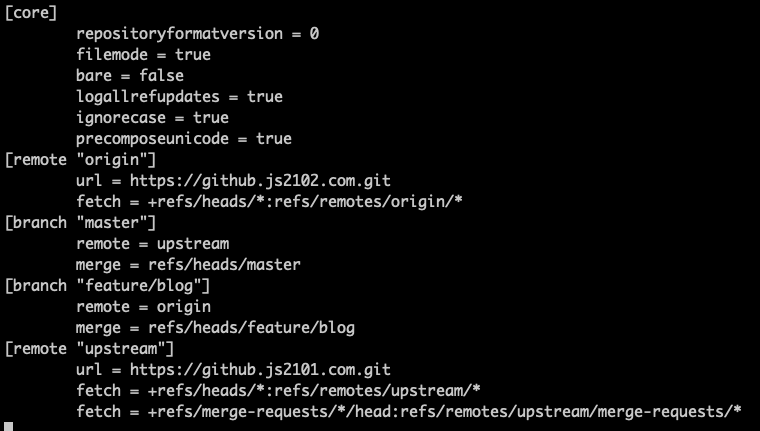 [core]
repositoryformatversion = 0
filemode = true
bare = false
logallrefupdates = true
ignorecase = true
precomposeunicode = true
[remote "origin"]
url = https://github.js2102.com.git
fetch = +refs/heads/*:refs/remotes/origin/*
[branch "master"]
remote = upstream
merge = refs/heads/master
[branch "feature/blog"]
remote = origin
merge = refs/heads/feature/blog
[remote "upstream"]
url = https://github.js2101.com.git
fetch = +refs/heads/*:refs/remotes/upstream/*
fetch = +refs/merge-requests/*/head:refs/remotes/upstream/merge-requests/*